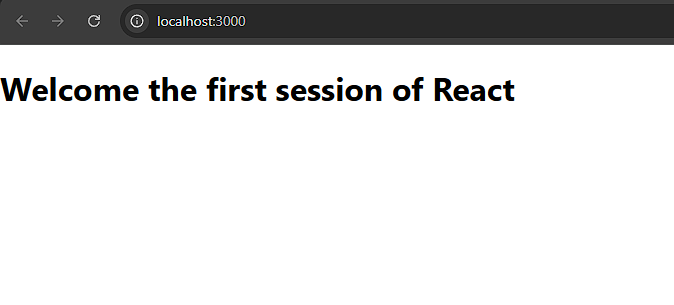 localhost:3000
Welcome the first session of React